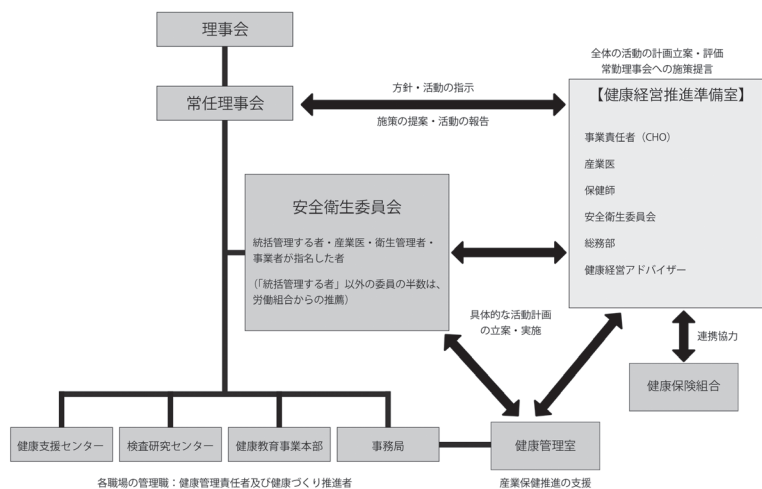 理事会
常任理事会
方針・活動の指示
施策の提案・活動の報告
全体の活動の計画立案・評価
常勤理事会への施策提言
【健康経営推進準備室】
事業責任者（CHO）
産業医
保健師
安全衛生委員会
総務部
健康経営アドバイザー
安全衛生委員会
統括管理する者・産業医・衛生管理者・
事業者が指名した者
（「統括管理する者」以外の委員の半数は、
労働組合からの推薦）
具体的な活動計画
の立案・実施
連携協力
健康保険組合
健康支援センター
検査研究センター
健康教育事業本部
事務局
健康管理室
各職場の管理職：健康管理責任者及び健康づくり推進者
産業保健推進の支援